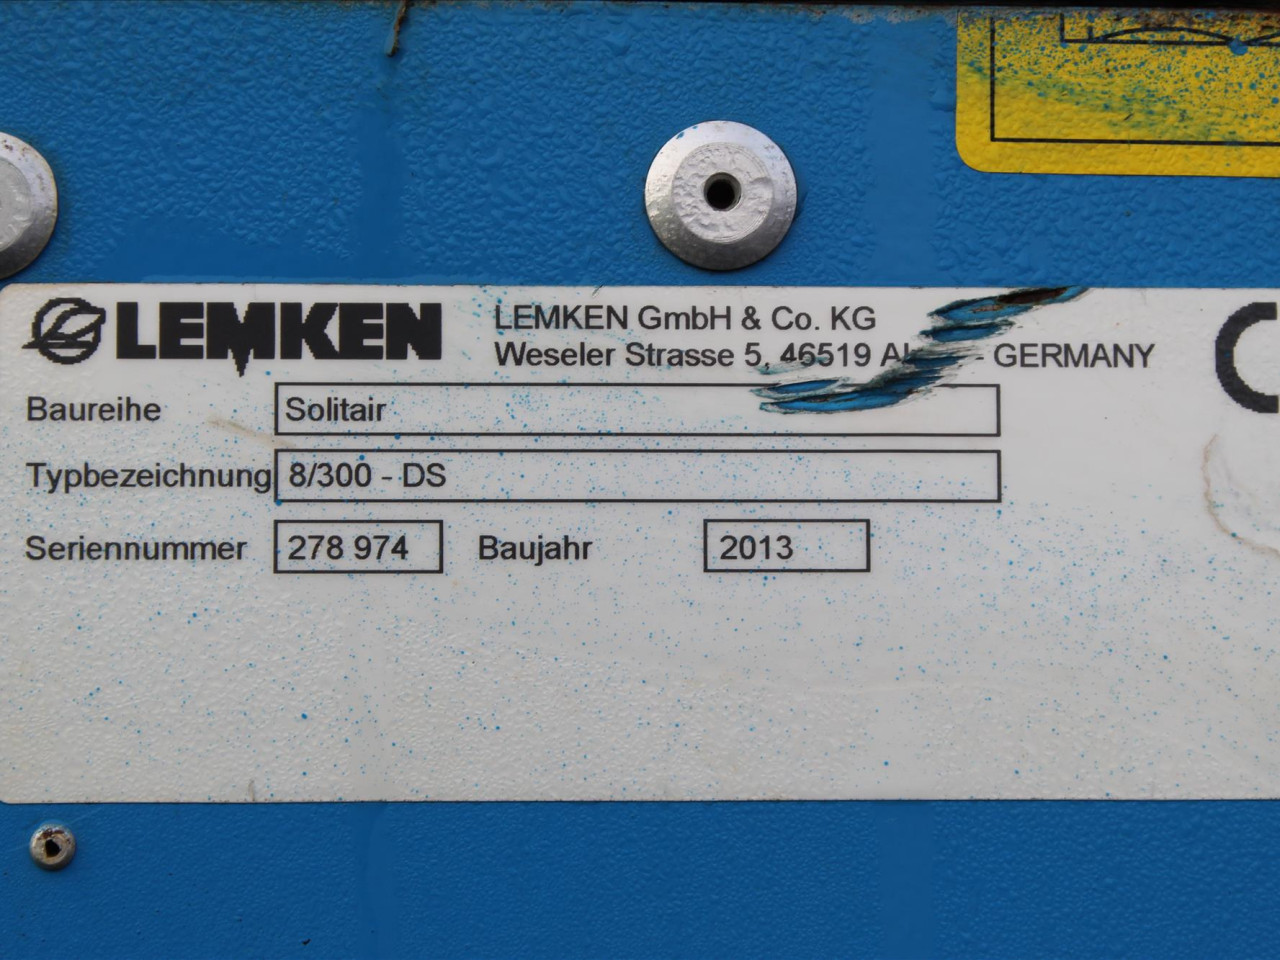 LEMKEN
LEMKEN GmbH & Co. KG
Weseler Strasse 5, 46519 - GERMANY
Baureihe Solitair
Typbezeichnung 8/300 - DS
Seriennummer 278 974 Baujahr 2013